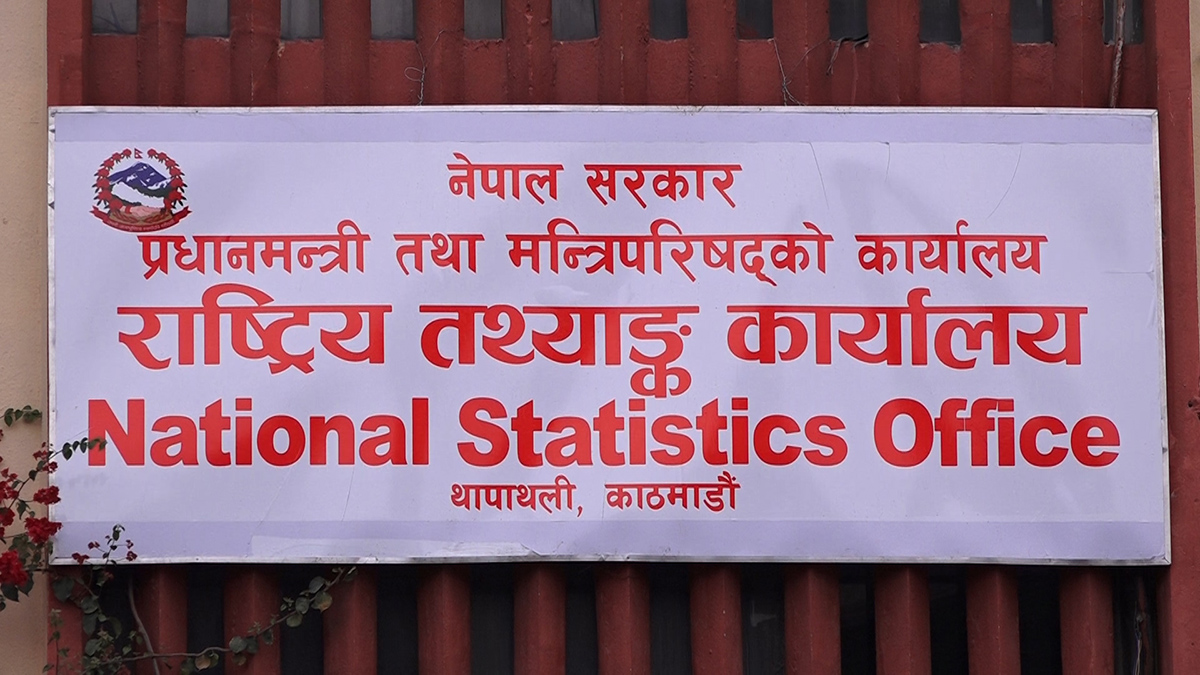 नेपाल सरकार
प्रधानमन्त्री तथा मन्त्रिपरिषद्को कार्यालय
राष्ट्रिय तथ्याङ्क कार्यालय
National Statistics Office
थापाथली, काठमाडौं